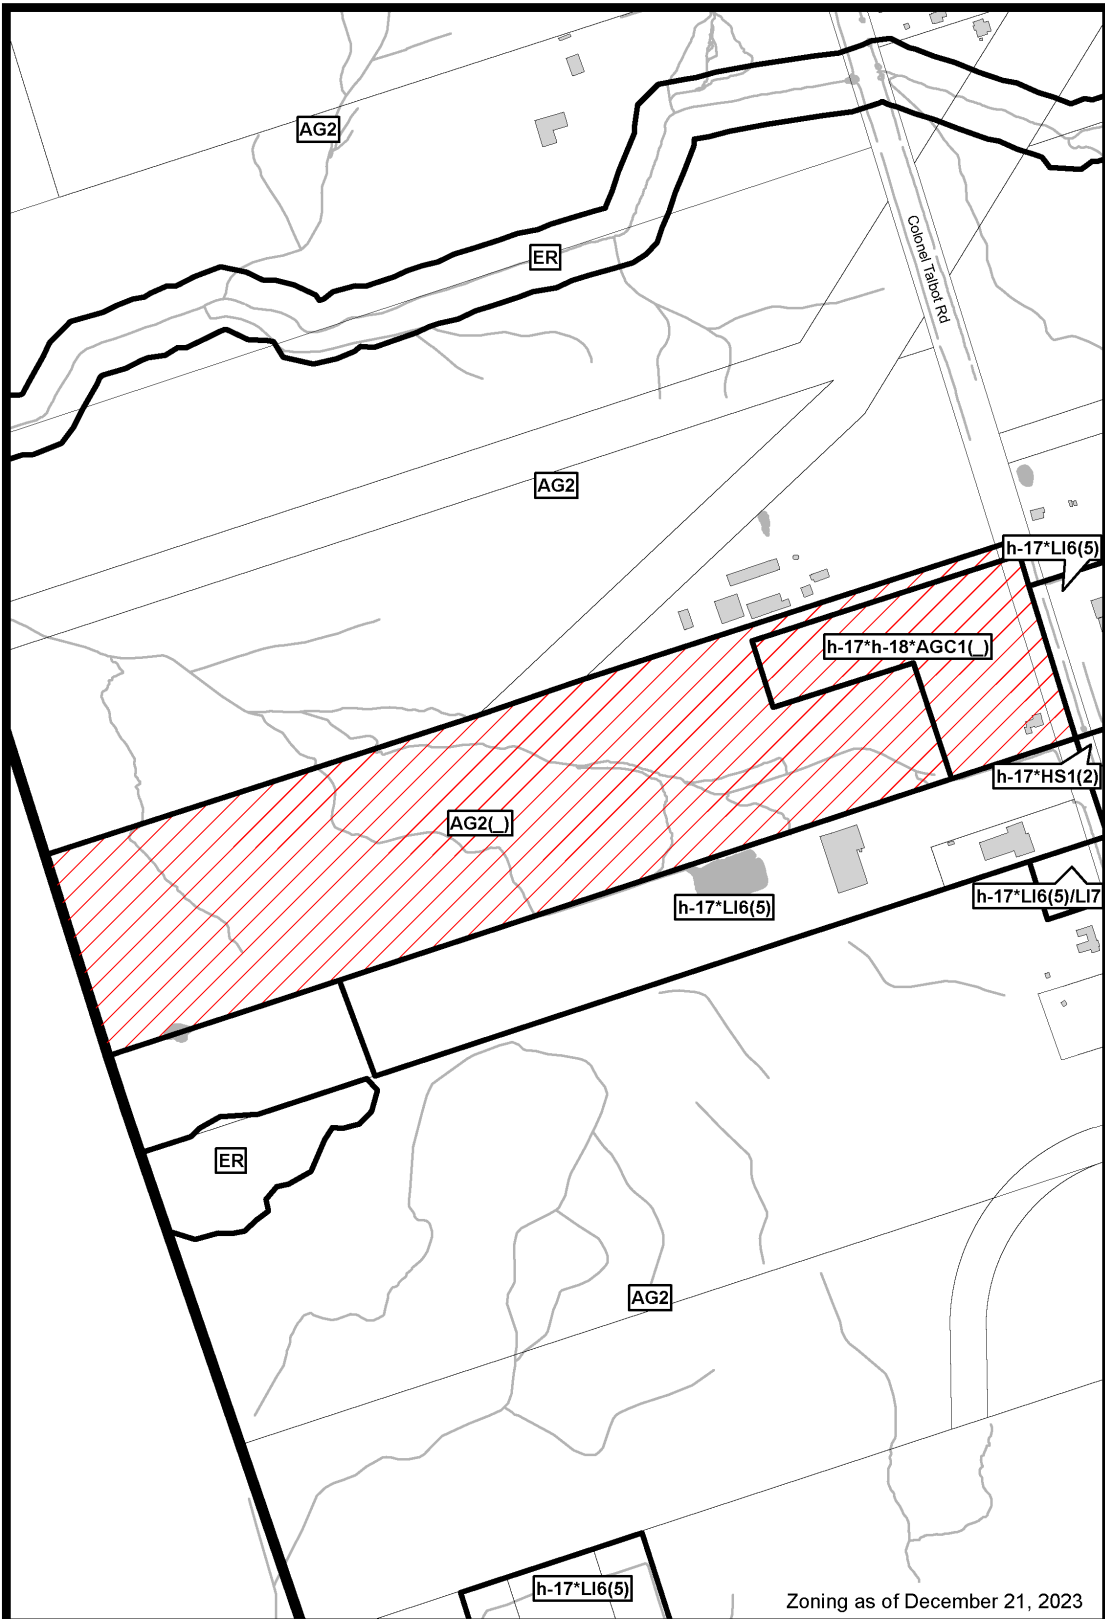 AG2
Colonel Talbot Rd
ER
AG2
h-17*LI6(5)
h-17*h-18*AGC1(_)
h-17*HS1(2)
AG2(_)
h-17*LI6(5)/LI7
h-17*LI6(5)
ER
AG2
h-17*LI6(5)
Zoning as of December 21, 2023